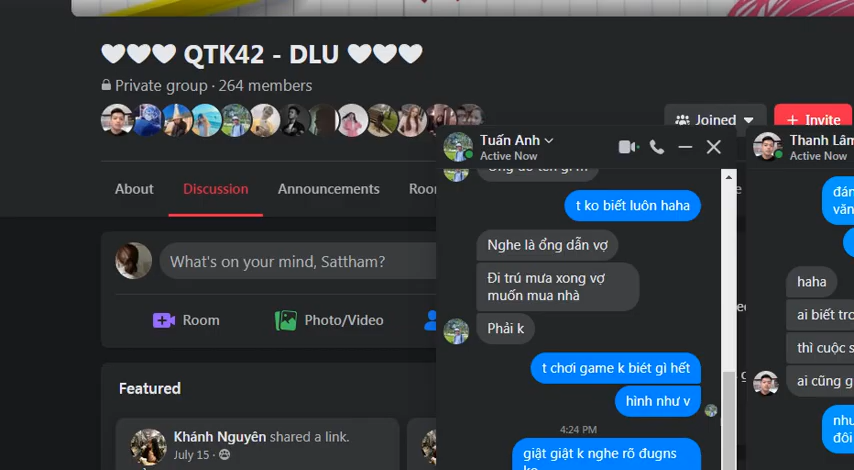 QTK42 - DLU
Private group · 264 members
Joined
+ Invite
About
Discussion
Announcements
What's on your mind, Sattham?
Room
Photo/Video
Featured
Khánh Nguyên shared a link.
July 15 ·
Tuấn Anh
Active Now
t ko biết luôn haha
Nghe là ổng dẫn vợ
Đi trú mưa xong vợ
muốn mua nhà
Phải k
t chơi game k biét gì hết
hình như v
4:24 PM
giật giật k nghe rõ đugns
Thanh Lâm
Active Now
haha
ai biết
thì cuộc
ai cũng